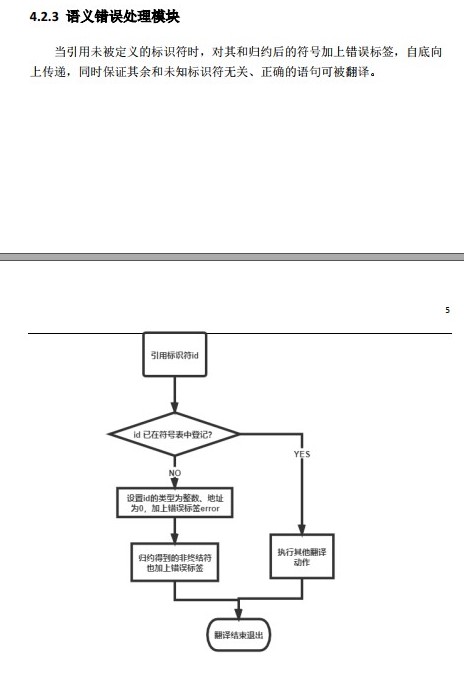 4.2.3 语义错误处理模块
当引用未被定义的标识符时，对其和归约后的符号加上错误标签，自底向
上传递，同时保证其余和未知标识符无关、正确的语句可被翻译。
5
引用标识符id
id 已在符号表中登记?
YES
NO
设置id的类型为整数、地址
为0，加上错误标签error
归约得到的非终结符
也加上错误标签
执行其他翻译
动作
翻译结束退出